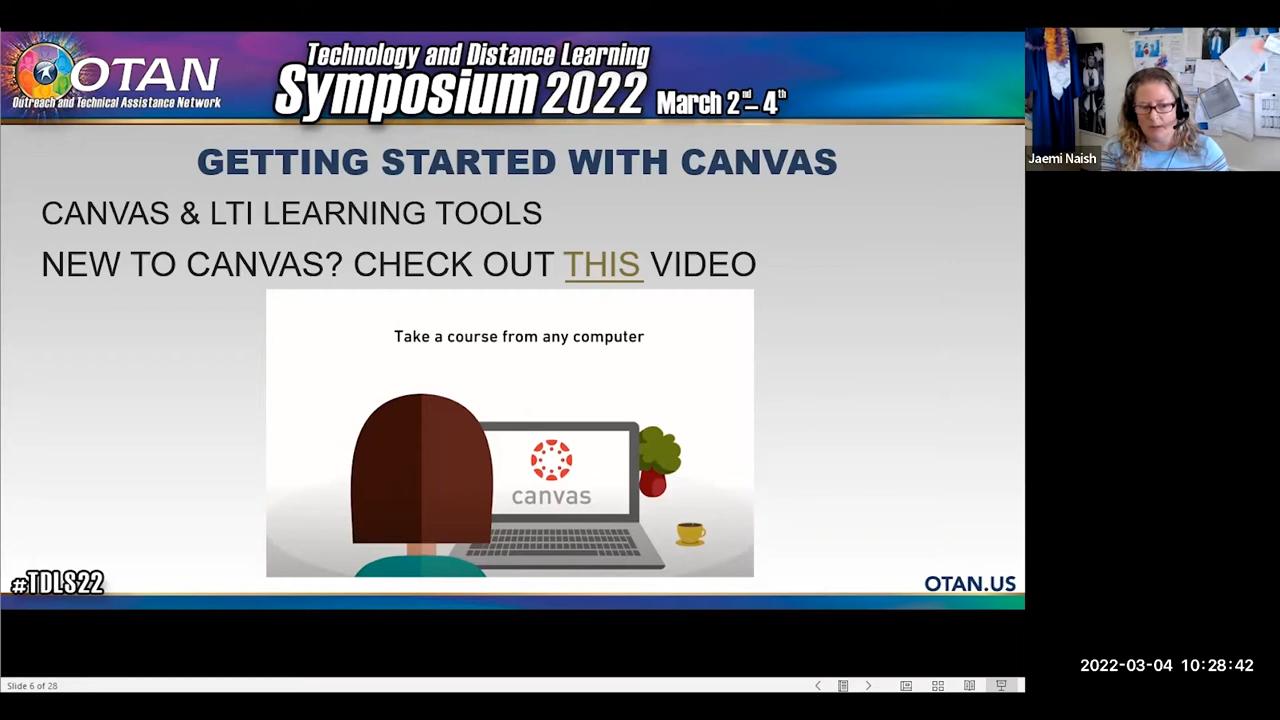 OTAN
Outreach and Technical Assistance Network
Technology and Distance Learning
Symposium 2022 March 2nd–4th
Jaemi Naish
GETTING STARTED WITH CANVAS
CANVAS & LTI LEARNING TOOLS
NEW TO CANVAS? CHECK OUT THIS VIDEO
Take a course from any computer
canvas
#TDLS22
OTAN.US
2022-03-04 10:28:42
Slide 6 of 28